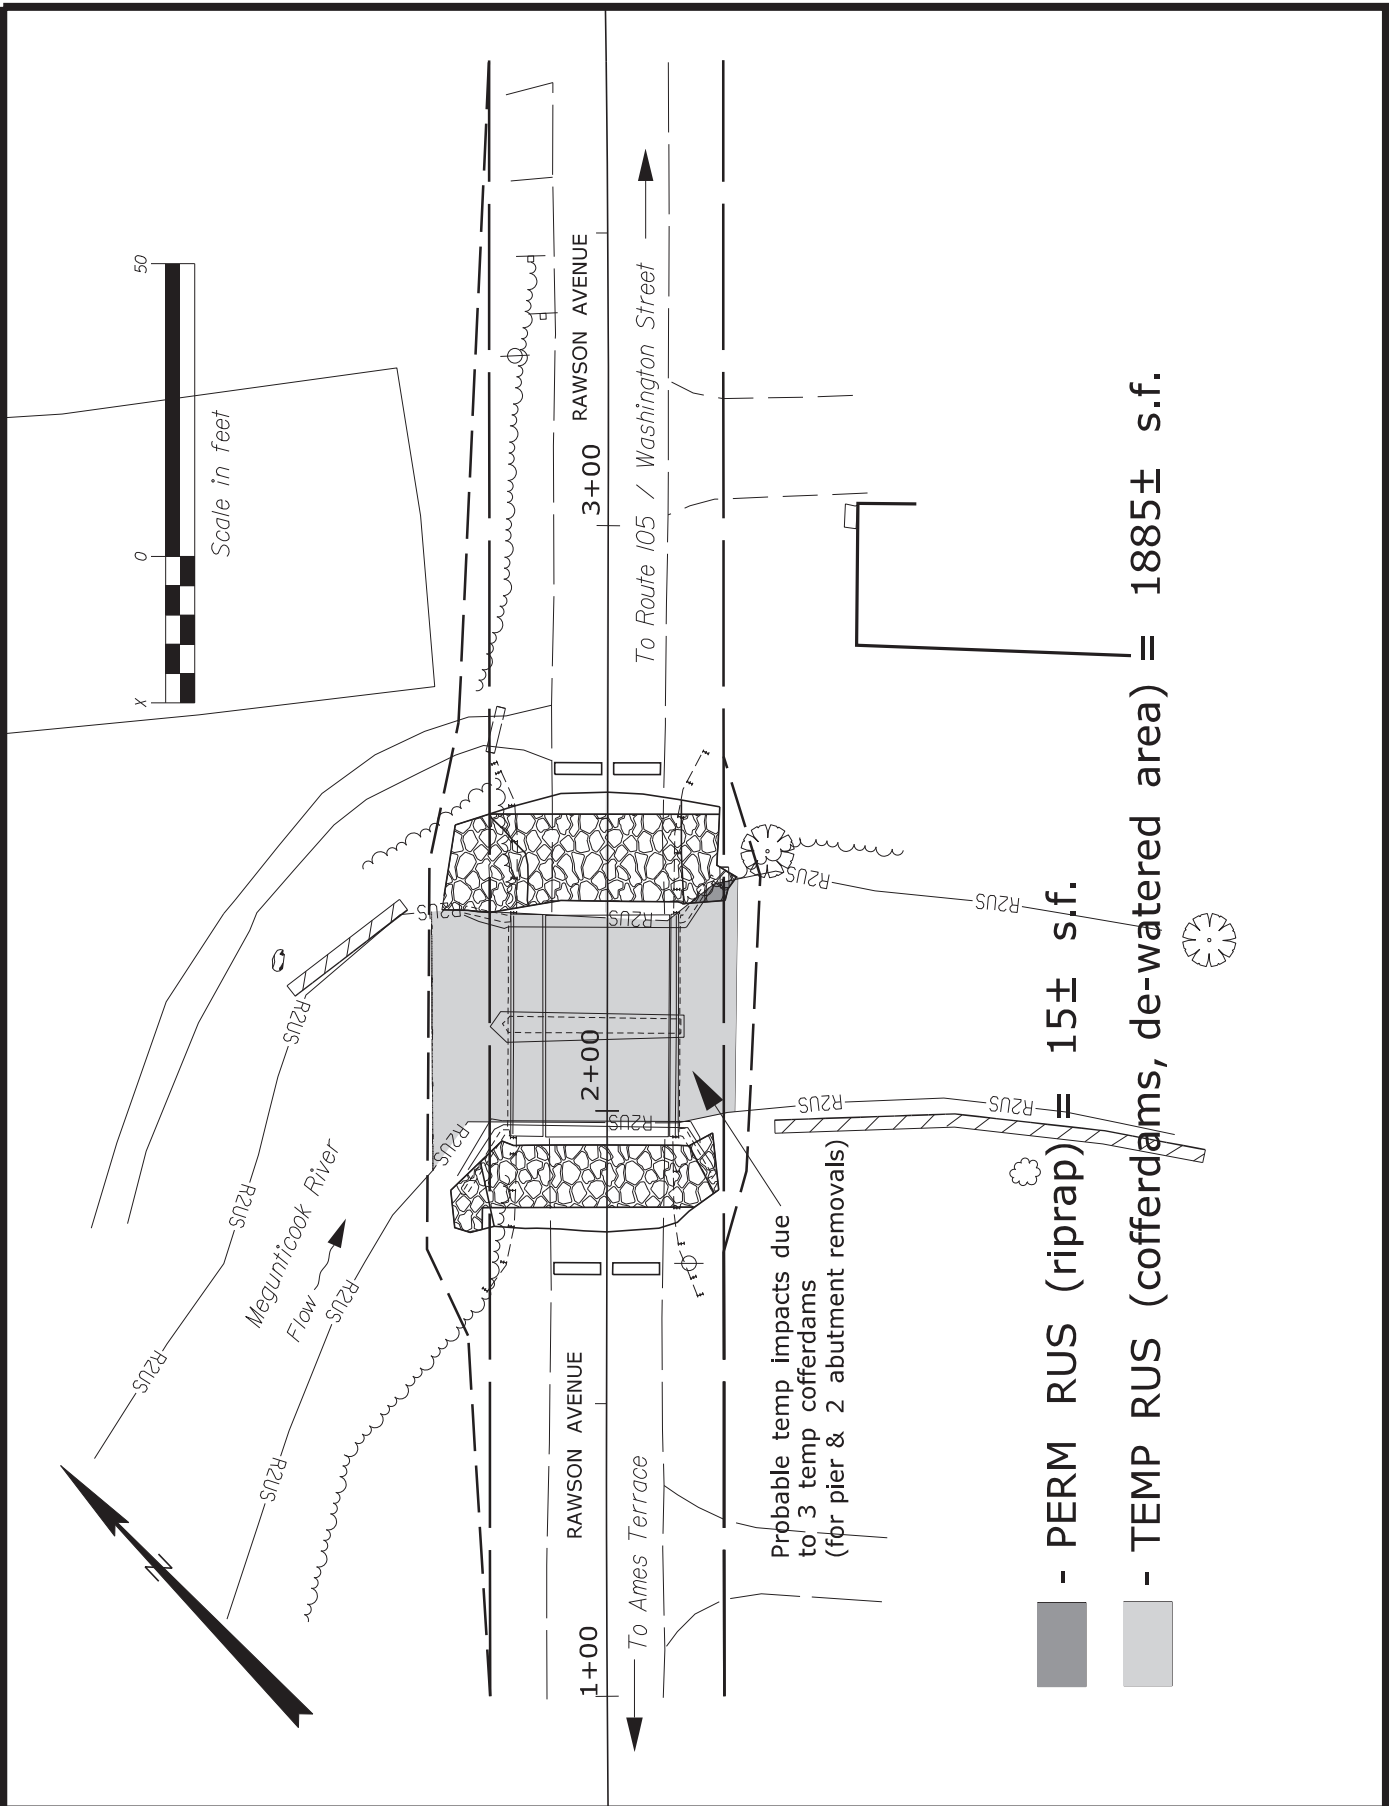 X 0 50
Scale in feet
R2US
R2US
R2US
R2US
R2US
Megunticook River
Flow
R2US
R2US
N
RAWSON AVENUE
RAWSON AVENUE
1+00
2+00
3+00
R2US
R2US
To Ames Terrace
To Route 105 / Washington Street
Probable temp impacts due
to 3 temp cofferdams
(for pier & 2 abutment removals)
R2US
R2US
R2US
R2US
- PERM RUS (riprap) = 15± s.f.
- TEMP RUS (cofferdams, de-watered area) = 1885± s.f.